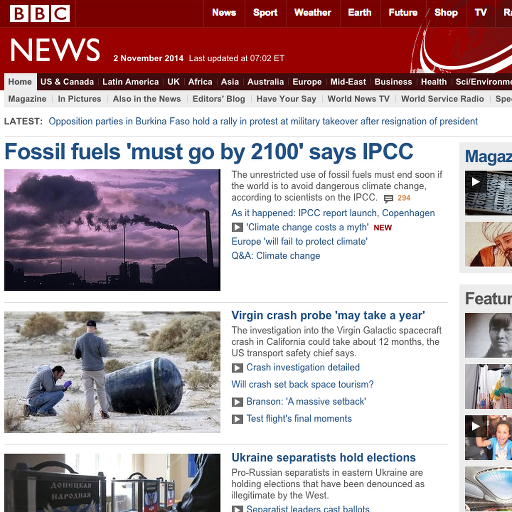 BBC
News Sport Weather Earth Future Shop TV
NEWS 2 November 2014 Last updated at 07:02 ET
Home US & Canada Latin America UK Africa Asia Australia Europe Mid-East Business Health Sci/Environme
Magazine In Pictures Also in the News Editors' Blog Have Your Say World News TV World Service Radio Spe
LATEST: Opposition parties in Burkina Faso hold a rally in protest at military takeover after resignation of president
Fossil fuels 'must go by 2100' says IPCC
The unrestricted use of fossil fuels must end soon if
the world is to avoid dangerous climate change,
according to scientists on the IPCC. 294
As it happened: IPCC report launch, Copenhagen
'Climate change costs a myth' NEW
Europe 'will fail to protect climate'
Q&A: Climate change
Virgin crash probe 'may take a year'
The investigation into the Virgin Galactic spacecraft
crash in California could take about 12 months, the
US transport safety chief says.
Crash investigation detailed
Will crash set back space tourism?
Branson: 'A massive setback'
Test flight's final moments
Ukraine separatists hold elections
Pro-Russian separatists in eastern Ukraine are
holding elections that have been denounced as
illegitimate by the West.
Separatist leaders cast ballots
ДОНЕЦКАЯ
НАРОДНАЯ
Magaz
Featur